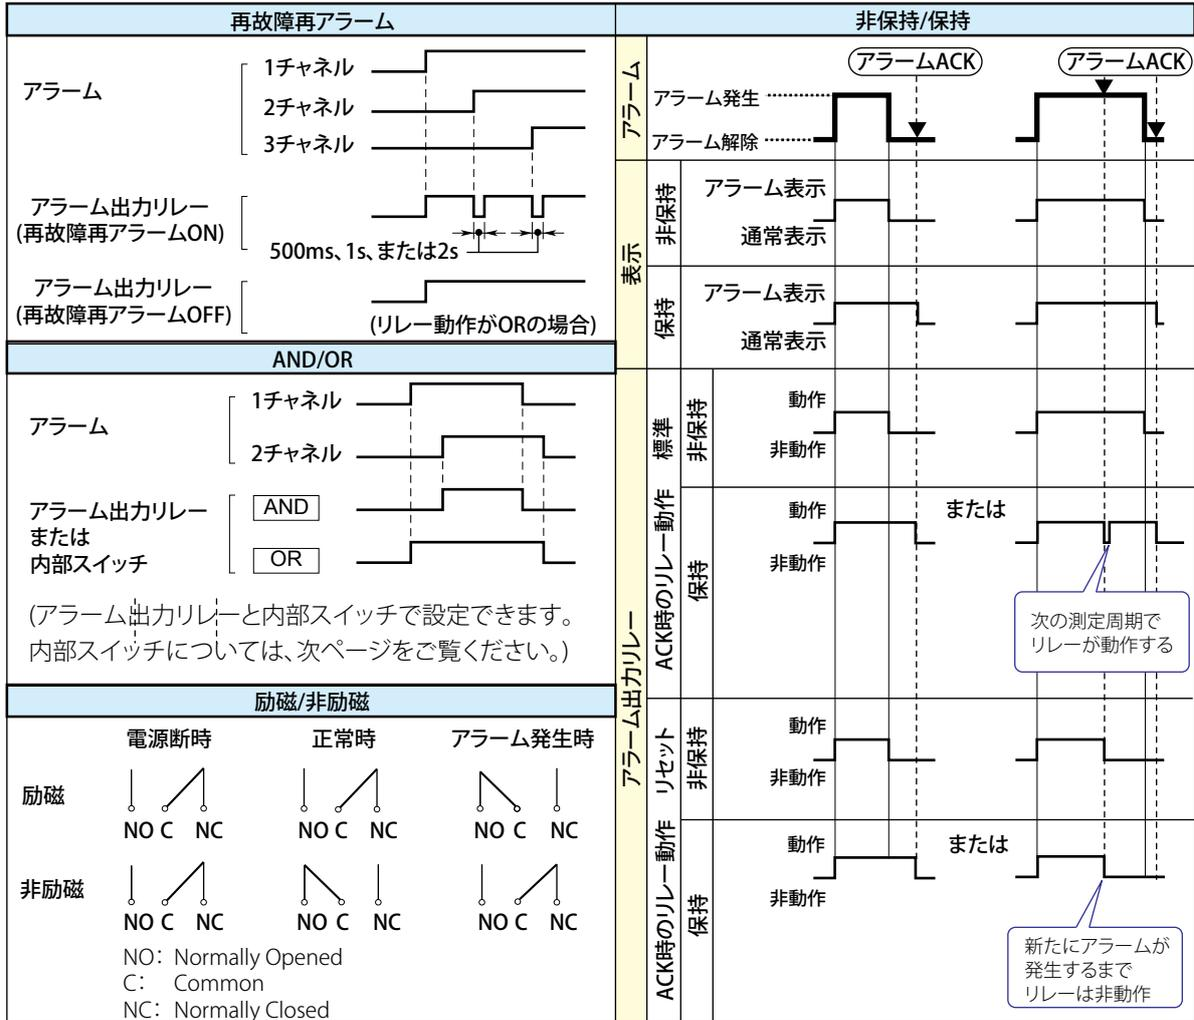 再故障再アラーム
アラーム
1チャネル
2チャネル
3チャネル
アラーム出力リレー
(再故障再アラームON)
500ms、1s、または2s
アラーム出力リレー
(再故障再アラームOFF)
(リレー動作がORの場合)
AND/OR
アラーム
1チャネル
2チャネル
アラーム出力リレー
または
内部スイッチ
AND
OR
(アラーム出力リレーと内部スイッチで設定できます。
内部スイッチについては、次ページをご覧ください。)
励磁/非励磁
電源断時 正常時 アラーム発生時
励磁
NO C NC NO C NC NO C NC
非励磁
NO C NC NO C NC NO C NC
NO: Normally Opened
C: Common
NC: Normally Closed
非保持/保持
アラーム
アラームACK アラームACK
アラーム発生
アラーム解除
表示
非保持
アラーム表示
通常表示
保持
アラーム表示
通常表示
アラーム出力リレー
ACK時のリレー動作 標準
非保持
動作
非動作
保持
動作
または
非動作
次の測定周期で
リレーが動作する
ACK時のリレー動作 リセット
非保持
動作
非動作
保持
動作
または
非動作
新たにアラームが
発生するまで
リレーは非動作